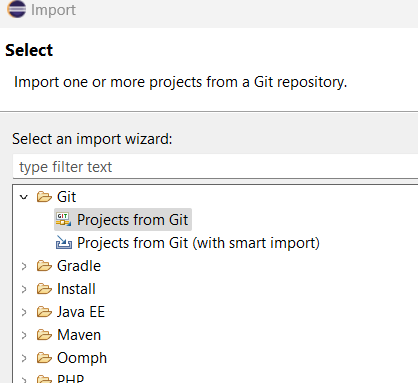 Import
Select
Import one or more projects from a Git repository.
Select an import wizard:
type filter text
Git
GIT Projects from Git
Projects from Git (with smart import)
Gradle
Install
Java EE
Maven
Oomph
PHP